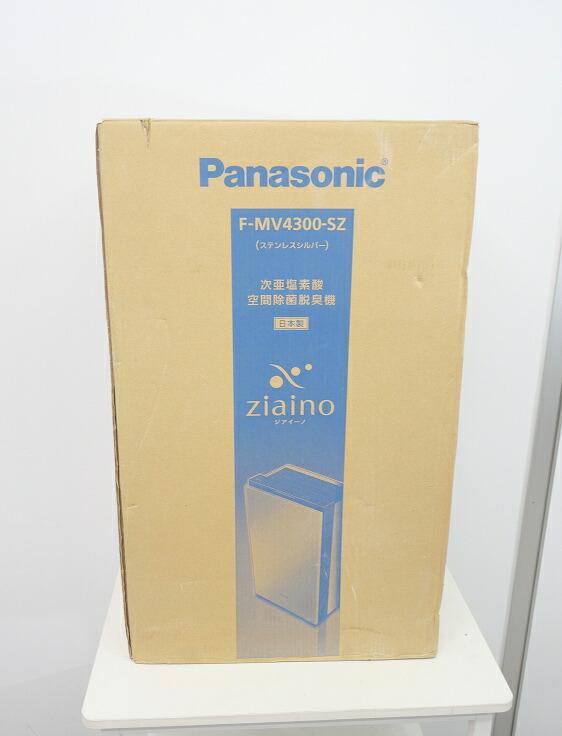 Panasonic®
F-MV4300-SZ
(ステンレスシルバー)
次亜塩素酸
空間除菌脱臭機
日本製
ziaino
ジアイーノ